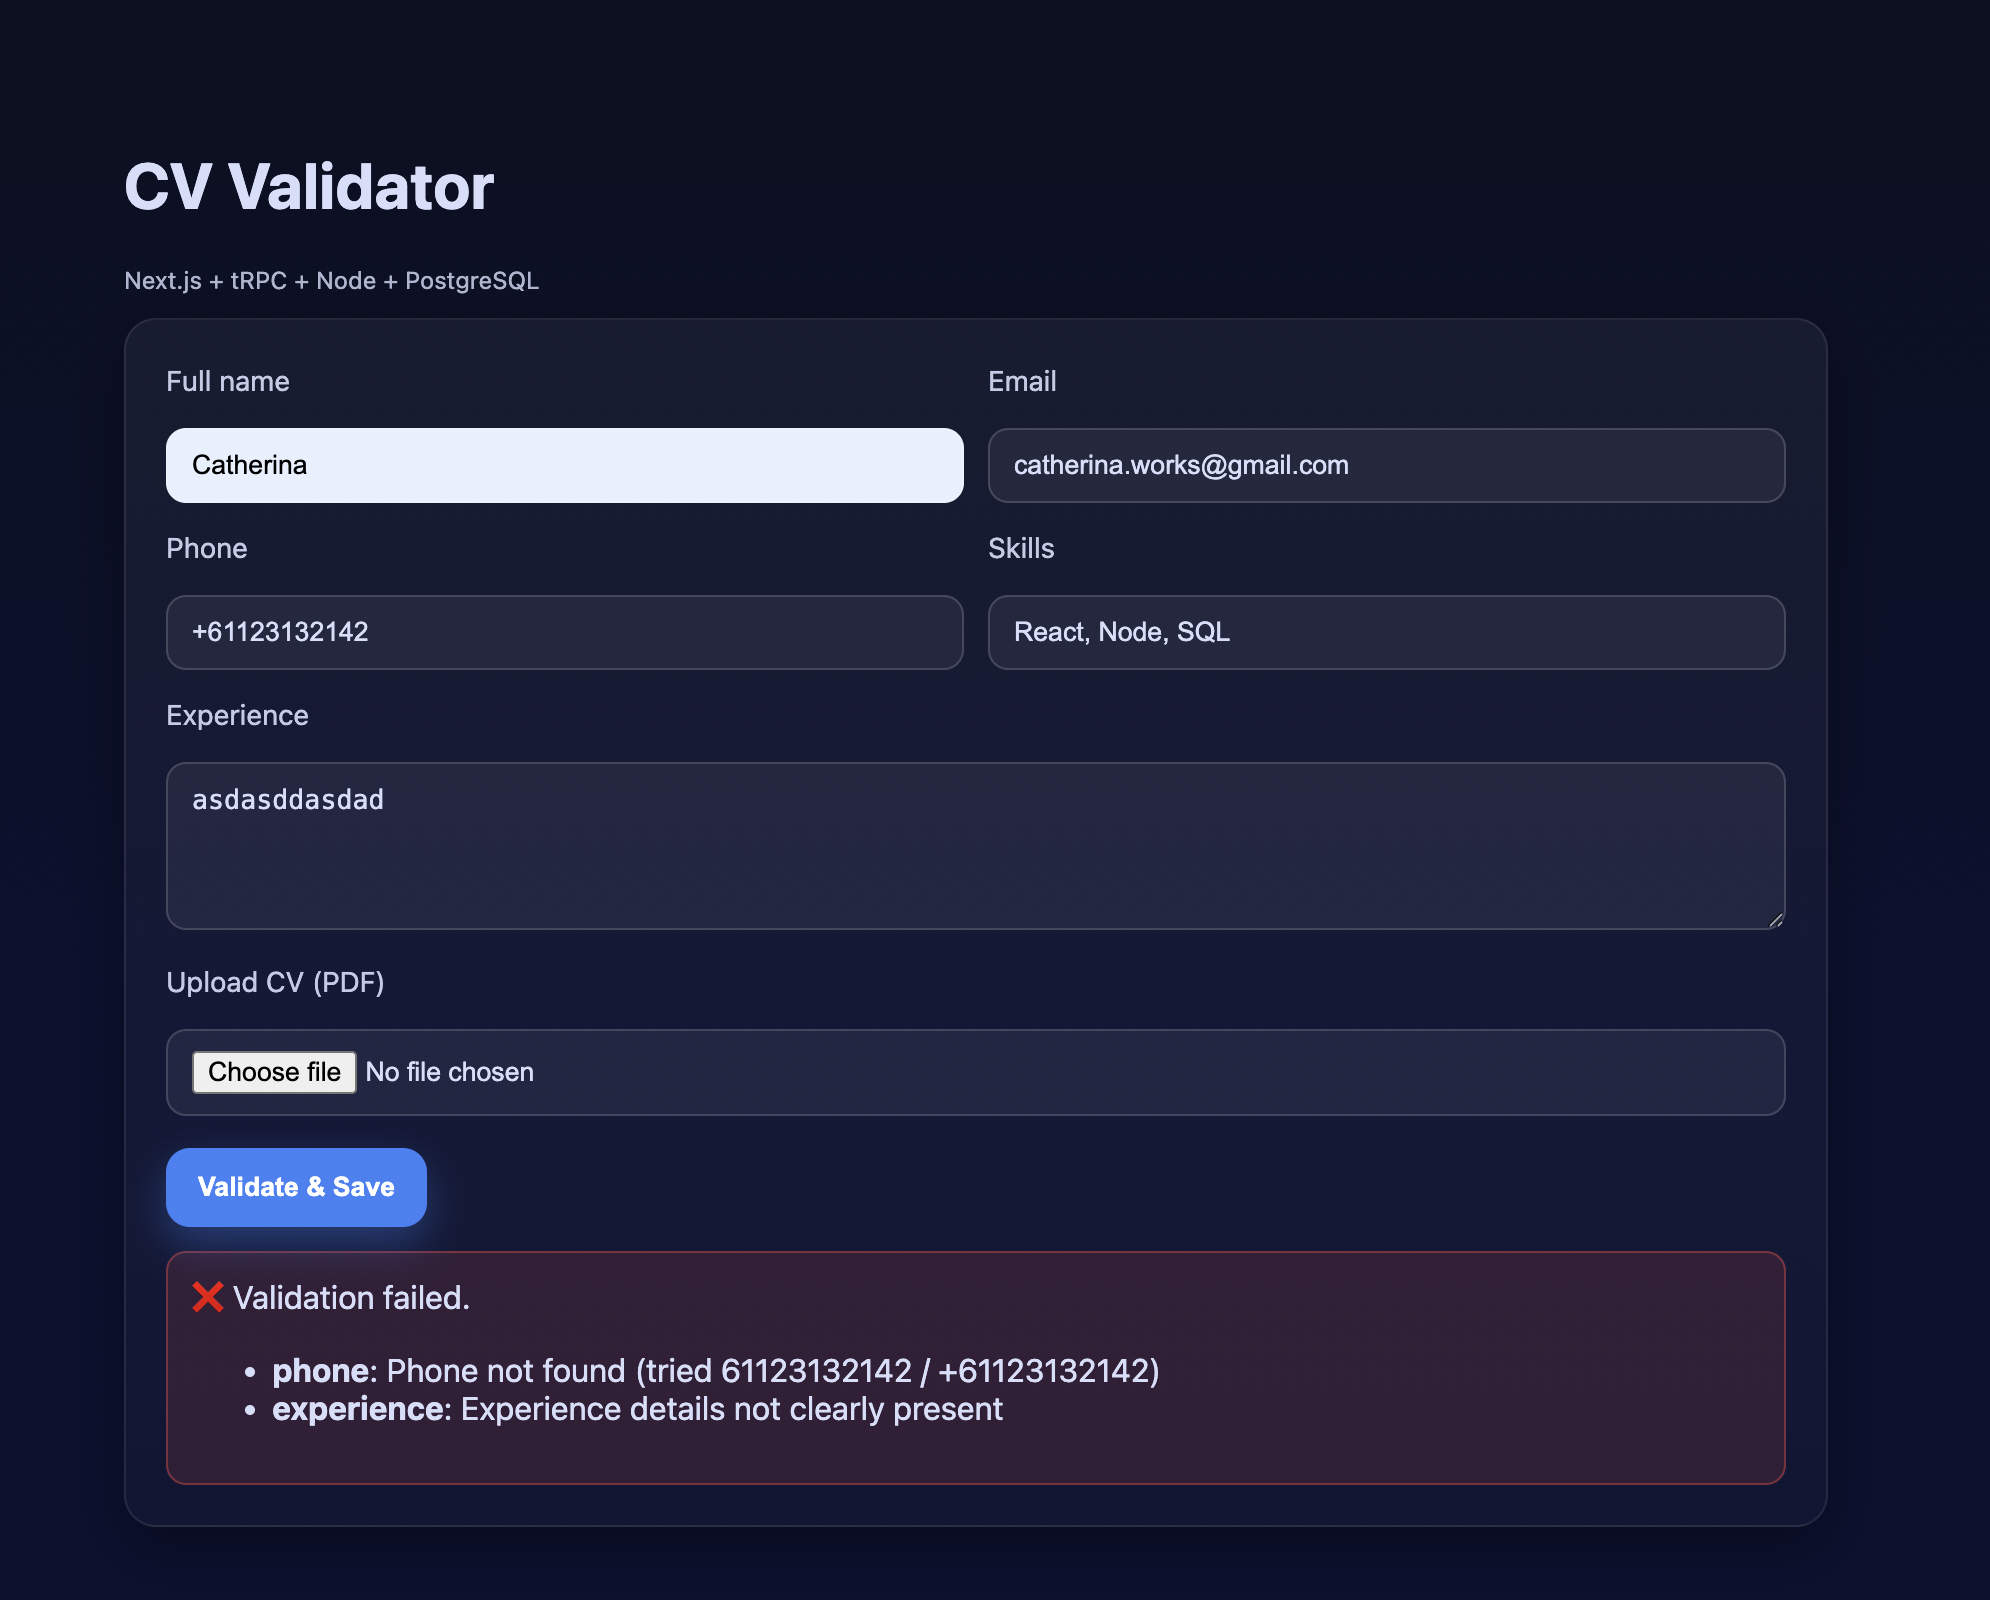 CV Validator
Next.js + tRPC + Node + PostgreSQL
Full name
Email
Catherina
catherina.works@gmail.com
Phone
Skills
+61123132142
React, Node, SQL
Experience
asdasddasdad
Upload CV (PDF)
Choose file No file chosen
Validate & Save
❌ Validation failed.
• phone: Phone not found (tried 61123132142 / +61123132142)
• experience: Experience details not clearly present